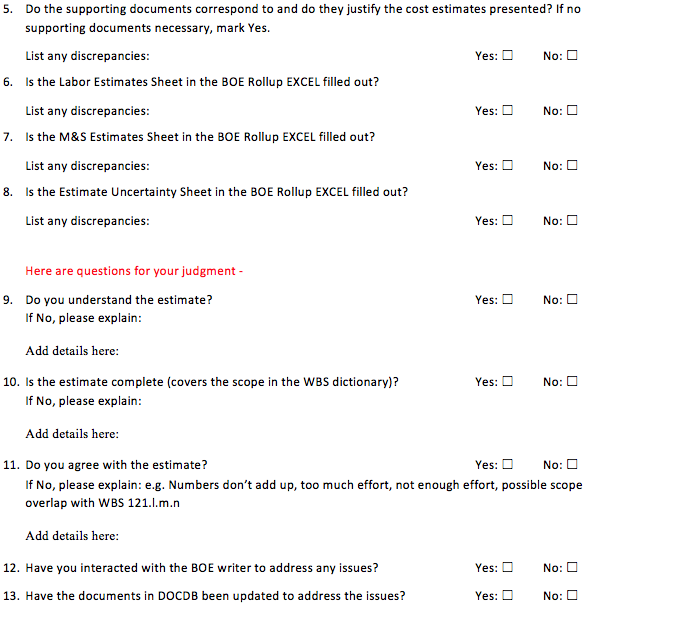 5. Do the supporting documents correspond to and do they justify the cost estimates presented? If no
supporting documents necessary, mark Yes.
List any discrepancies: Yes: ☐ No: ☐
6. Is the Labor Estimates Sheet in the BOE Rollup EXCEL filled out?
List any discrepancies: Yes: ☐ No: ☐
7. Is the M&S Estimates Sheet in the BOE Rollup EXCEL filled out?
List any discrepancies: Yes: ☐ No: ☐
8. Is the Estimate Uncertainty Sheet in the BOE Rollup EXCEL filled out?
List any discrepancies: Yes: ☐ No: ☐
Here are questions for your judgment -
9. Do you understand the estimate? Yes: ☐ No: ☐
If No, please explain:
Add details here:
10. Is the estimate complete (covers the scope in the WBS dictionary)? Yes: ☐ No: ☐
If No, please explain:
Add details here:
11. Do you agree with the estimate? Yes: ☐ No: ☐
If No, please explain: e.g. Numbers don't add up, too much effort, not enough effort, possible scope
overlap with WBS 121.l.m.n
Add details here:
12. Have you interacted with the BOE writer to address any issues? Yes: ☐ No: ☐
13. Have the documents in DOCDB been updated to address the issues? Yes: ☐ No: ☐